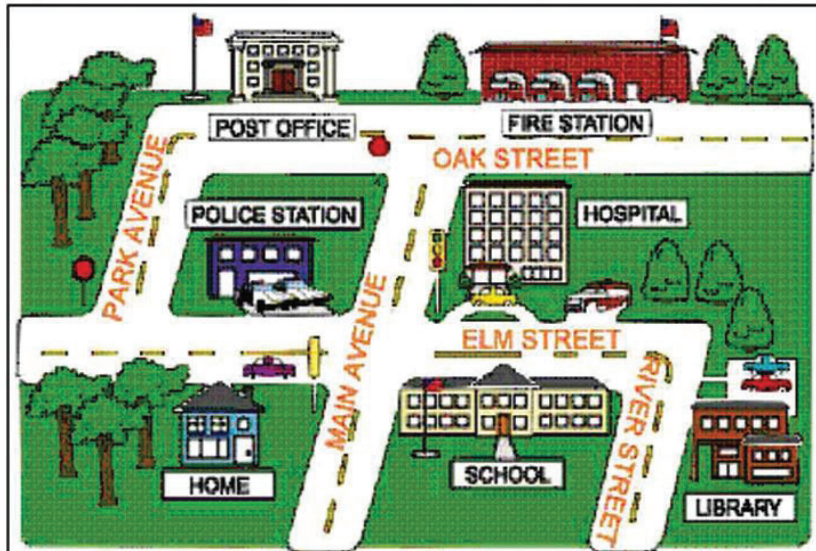 POST OFFICE
FIRE STATION
OAK STREET
PARK AVENUE
POLICE STATION
HOSPITAL
MAIN AVENUE
ELM STREET
RIVER STREET
HOME
SCHOOL
LIBRARY